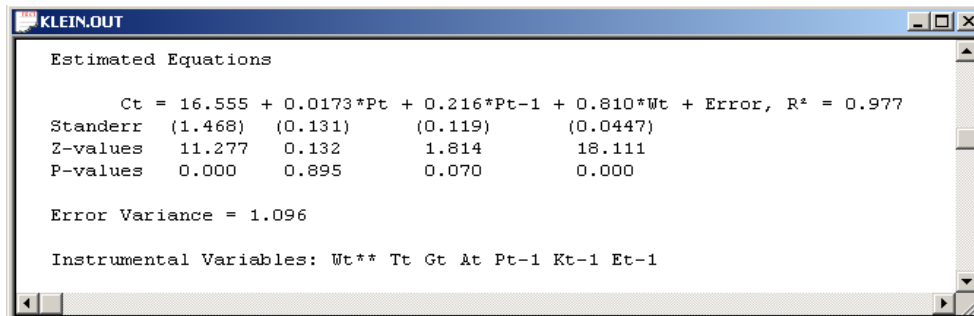 KLEIN.OUT
Estimated Equations
Ct = 16.555 + 0.0173*Pt + 0.216*Pt-1 + 0.810*Wt + Error, R² = 0.977
Standerr (1.468) (0.131) (0.119) (0.0447)
Z-values 11.277 0.132 1.814 18.111
P-values 0.000 0.895 0.070 0.000
Error Variance = 1.096
Instrumental Variables: Wt** Tt Gt At Pt-1 Kt-1 Et-1